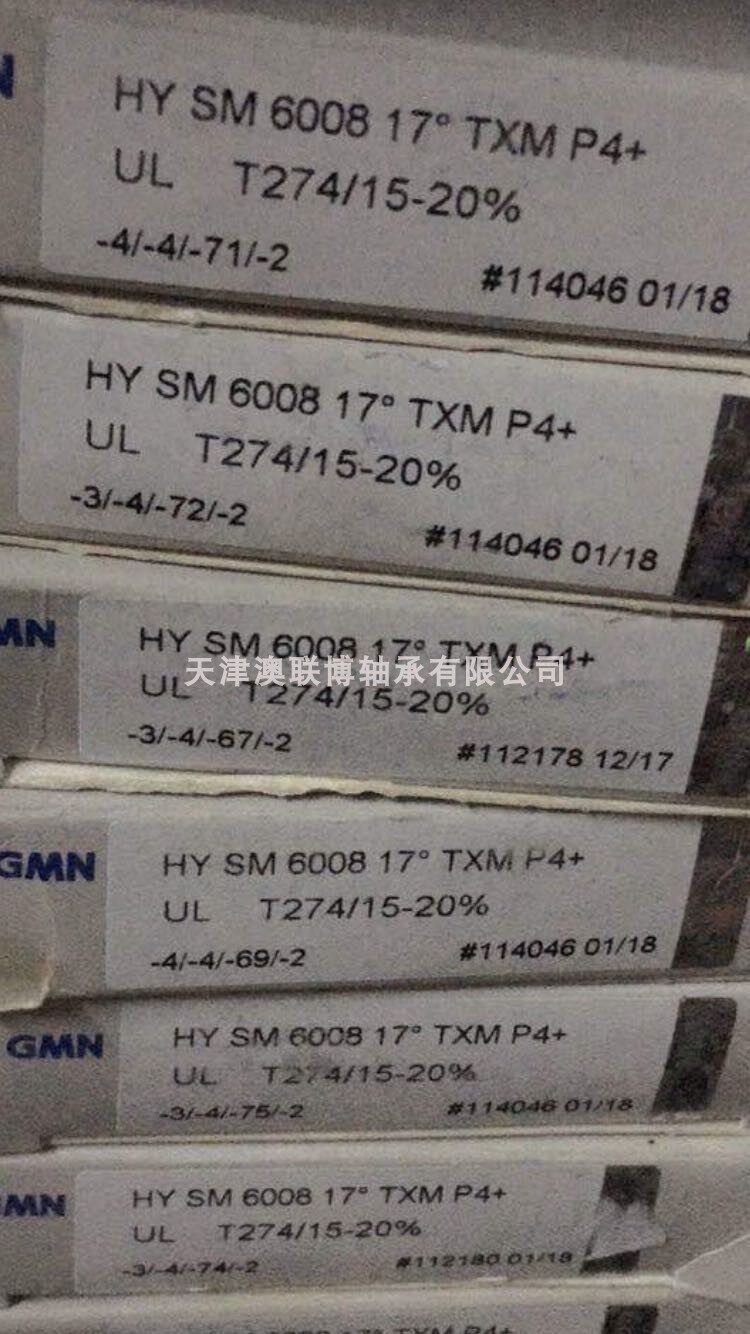 N
HY SM 6008 17° TXM P4+
UL T274/15-20%
-4/-4/-71/-2
#114046 01/18
HY SM 6008 17° TXM P4+
UL T274/15-20%
-3/-4/-72/-2
#114046 01/18
MN
HY SM 6008 17° TXM P4+
天津澳联博轴承有限公司
UL T274/15-20%
-3/-4/-67/-2
#112178 12/17
GMN
HY SM 6008 17° TXM P4+
UL T274/15-20%
-4/-4/-69/-2
#114046 01/18
GMN
HY SM 6008 17° TXM P4+
UL T274/15-20%
-3/-4/-75/-2
#114046 01/18
MN
HY SM 6008 17° TXM P4+
UL T274/15-20%
-3/-4/-74/-2
#112180 01/18